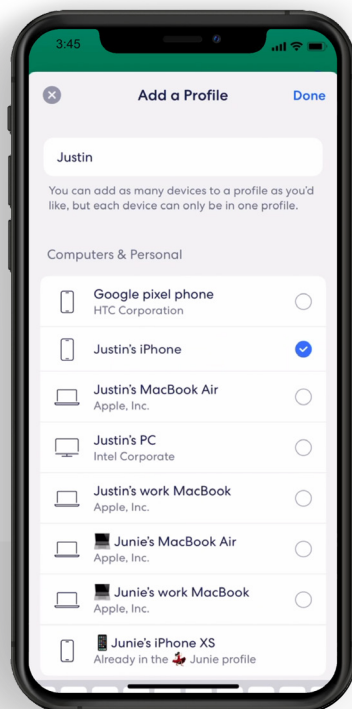 3:45
Add a Profile
Done
Justin
You can add as many devices to a profile as you'd
like, but each device can only be in one profile.
Computers & Personal
Google pixel phone
HTC Corporation
Justin's iPhone
Justin's MacBook Air
Apple, Inc.
Justin's PC
Intel Corporate
Justin's work MacBook
Apple, Inc.
💻 Junie's MacBook Air
Apple, Inc.
💻 Junie's work MacBook
Apple, Inc.
📱 Junie's iPhone XS
Already in the 💃 Junie profile